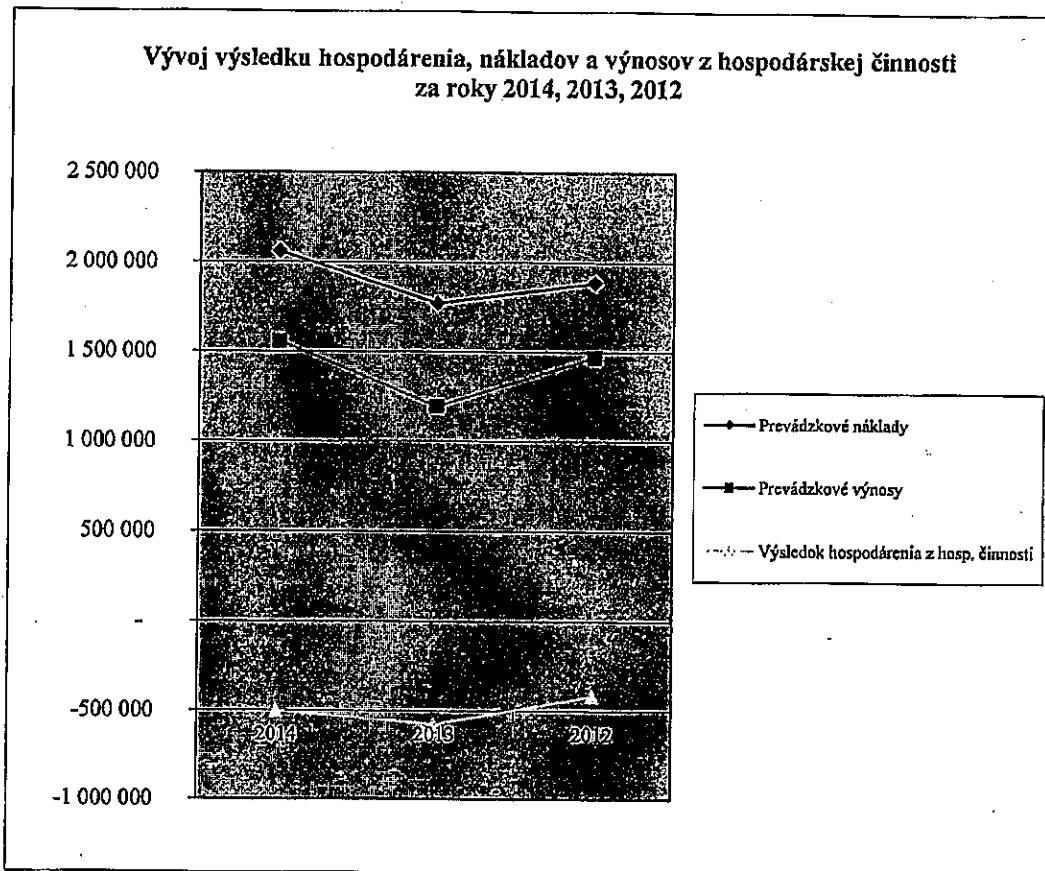 Vývoj výsledku hospodárenia, nákladov a výnosov z hospodárskej činnosti
za roky 2014, 2013, 2012
2 500 000
2 000 000
1 500 000
1 000 000
500 000
-
-500 000
-1 000 000
2014
2013
2012
Prevádzkové náklady
Prevádzkové výnosy
Výsledok hospodárenia z hosp. činnosti